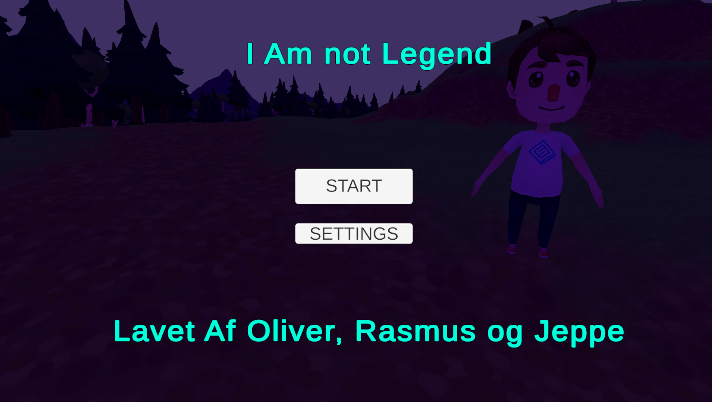 I Am not Legend
START
SETTINGS
Lavet Af Oliver, Rasmus og Jeppe